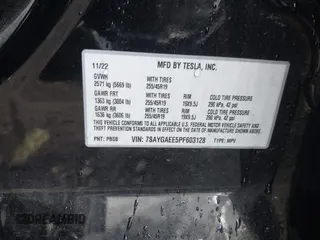 11/22 MFD BY TESLA, INC.
GVWR WITH TIRES
2571 kg (5669 lb) 255/45R19
GAWR FRT WITH TIRES RIM COLD TIRE PRESSURE
1363 kg (3004 lb) 255/45R19 19X9.5J 290 kPa, 42 psi
GAWR RR WITH TIRES RIM COLD TIRE PRESSURE
1636 kg (3606 lb) 255/45R19 19X9.5J 290 kPa, 42 psi
THIS VEHICLE CONFORMS TO ALL APPLICABLE U.S. FEDERAL MOTOR VEHICLE SAFETY AND
THEFT PREVENTION STANDARDS IN EFFECT ON THE DATE OF MANUFACTURE SHOWN ABOVE.
PNT: PBSB VIN: 7SAYGAEE5PF603128 TYPE: MPV
DREAMBID